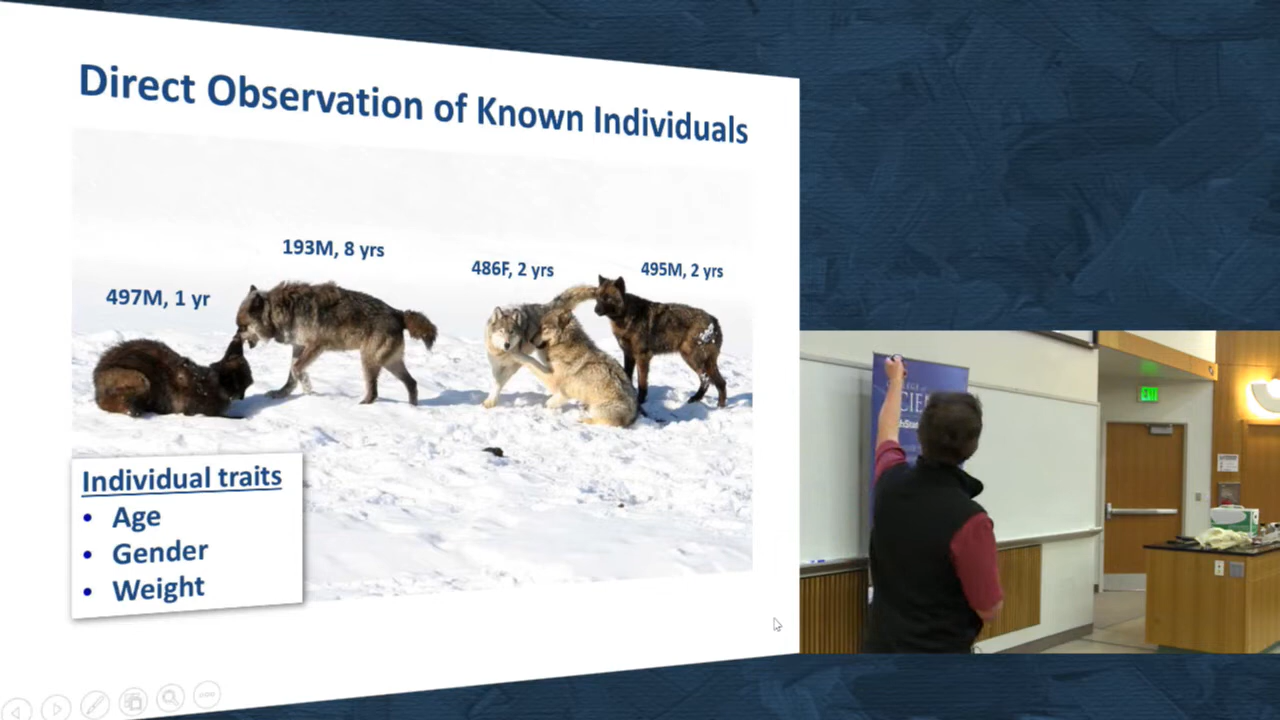 Direct Observation of Known Individuals
193M, 8 yrs
486F, 2 yrs
495M, 2 yrs
497M, 1 yr
Individual traits
• Age
• Gender
• Weight